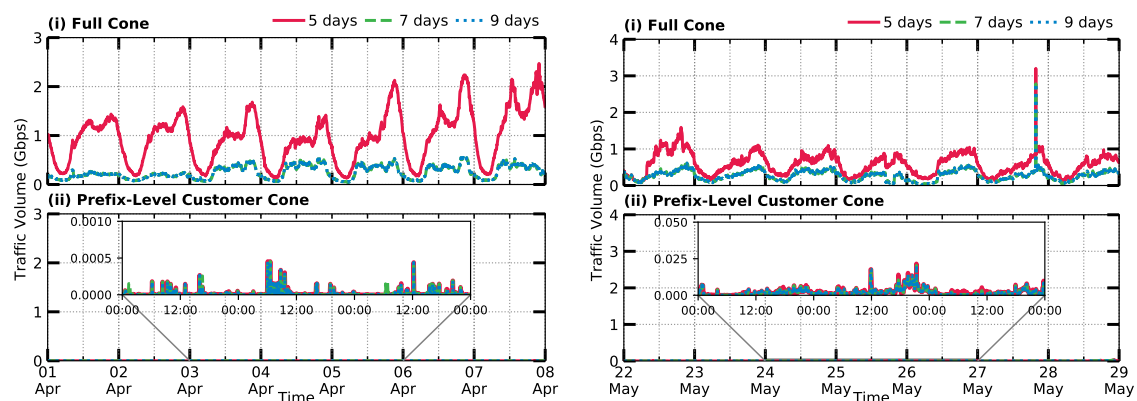 (i) Full Cone
5 days
7 days
9 days
3
2
1
0
(ii) Prefix-Level Customer Cone
Traffic Volume (Gbps)
3
2
1
0
0.0010
0.0005
0.0000
00:00 12:00 00:00 12:00 00:00 12:00 00:00
01 02 03 04 05 06 07 08
Apr Apr Apr Apr Apr Apr Apr Apr
Time
(i) Full Cone
5 days
7 days
9 days
4
3
2
1
0
(ii) Prefix-Level Customer Cone
Traffic Volume (Gbps)
4
3
2
1
0
0.050
0.025
0.000
00:00 12:00 00:00 12:00 00:00 12:00 00:00
22 23 24 25 26 27 28 29
May May May May May May May May
Time